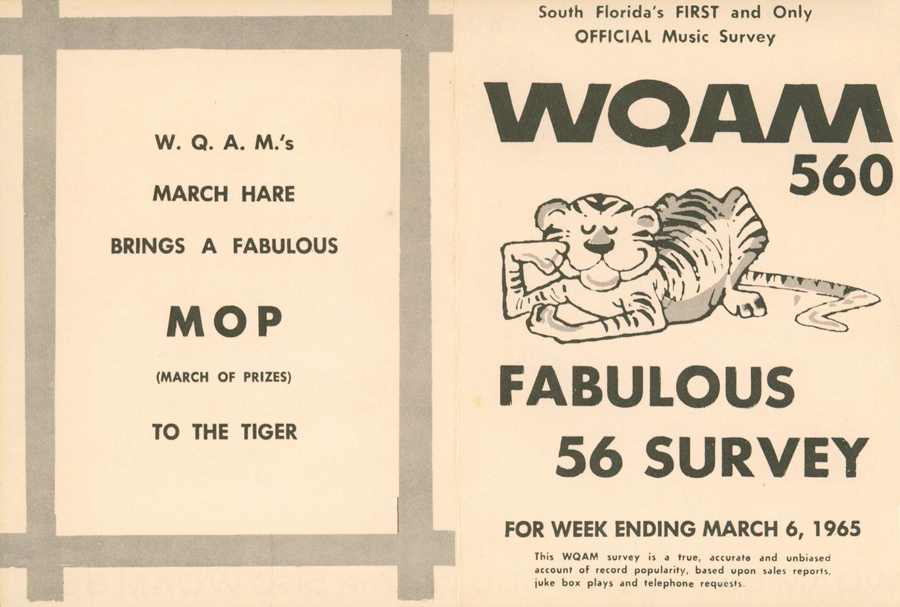 W. Q. A. M.'s
MARCH HARE
BRINGS A FABULOUS
MOP
(MARCH OF PRIZES)
TO THE TIGER
South Florida's FIRST and Only
OFFICIAL Music Survey
WQAM
560
FABULOUS
56 SURVEY
FOR WEEK ENDING MARCH 6, 1965
This WQAM survey is a true, accurate and unbiased
account of record popularity, based upon sales reports,
juke box plays and telephone requests.